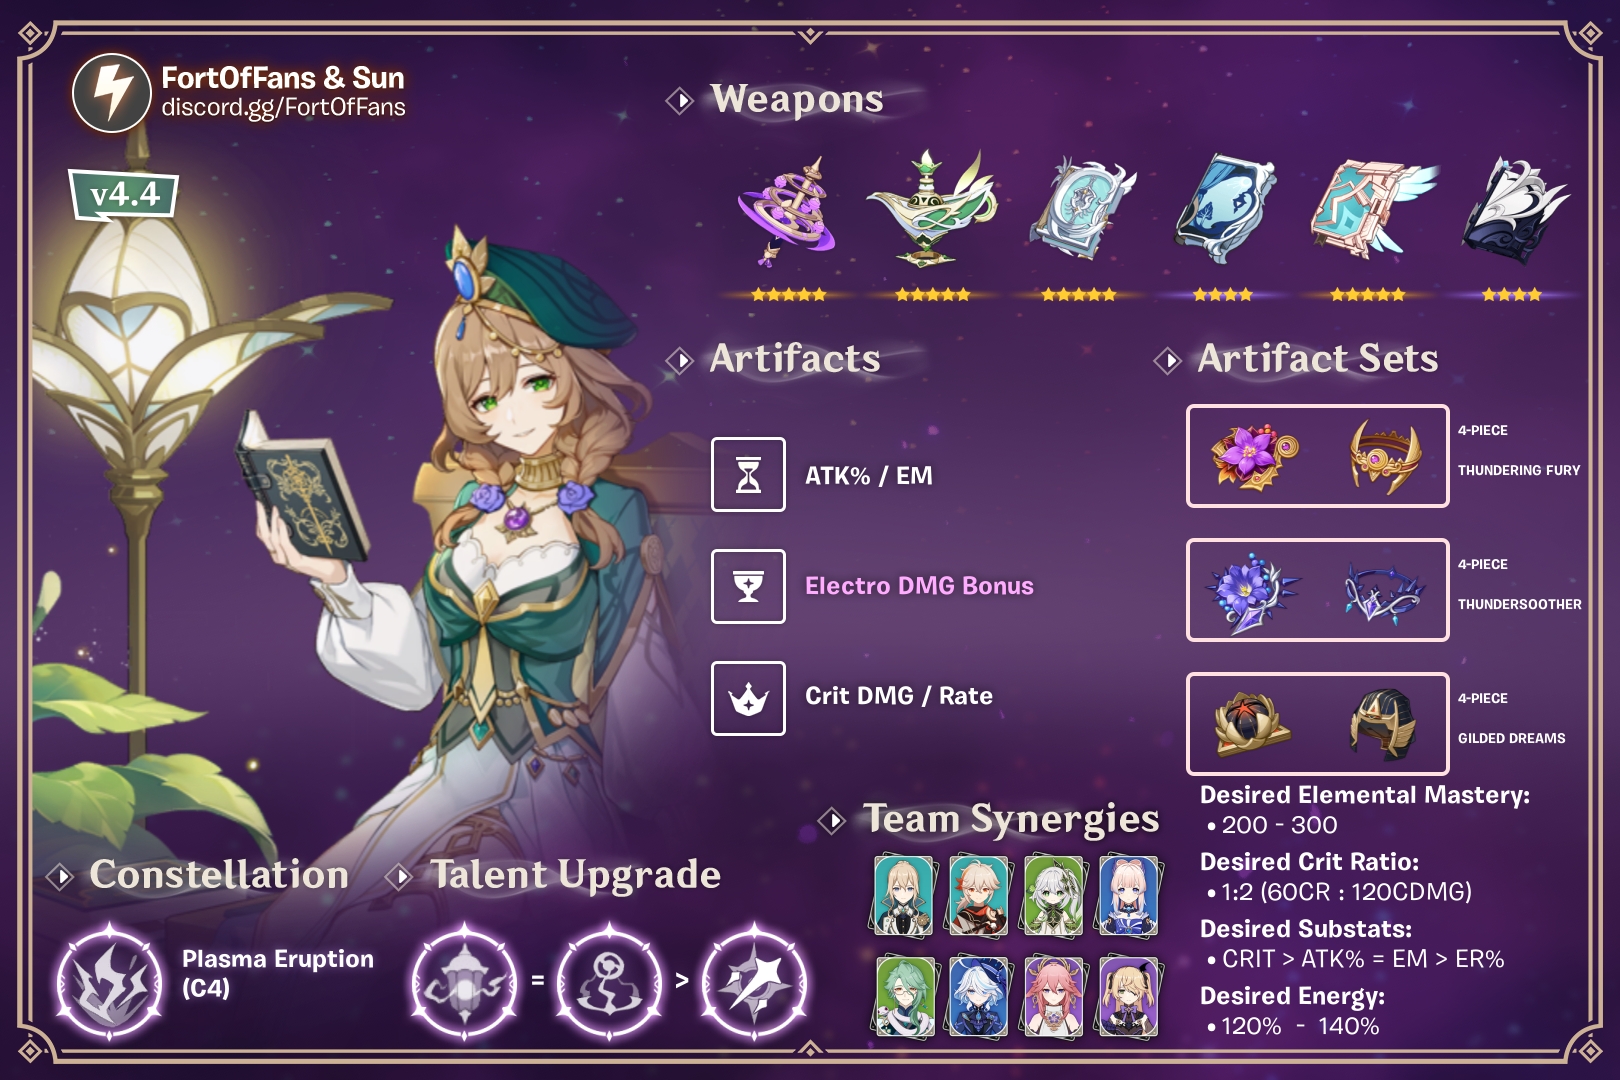 FortOfFans & Sun
discord.gg/FortOfFans
v4.4
Weapons
Artifacts
ATK% / EM
Electro DMG Bonus
Crit DMG / Rate
Artifact Sets
4-PIECE
THUNDERING FURY
4-PIECE
THUNDERSOOTHER
4-PIECE
GILDED DREAMS
Constellation
Plasma Eruption
(C4)
Talent Upgrade
= >
Team Synergies
Desired Elemental Mastery:
• 200 - 300
Desired Crit Ratio:
• 1:2 (60CR : 120CDMG)
Desired Substats:
• CRIT > ATK% = EM > ER%
Desired Energy:
• 120% - 140%